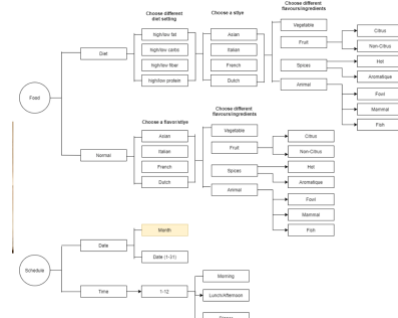 Choose different
diet setting
Choose a stye
Choose different
flavours/ingredients
Food
Diet
high/low fat
high/low carbs
high/low fiber
high/low protein
Asian
Italian
French
Dutch
Vegetable
Fruit
Spices
Animal
Citrus
Non-Citrus
Hot
Aromatique
Fowl
Mammal
Fish
Normal
Choose a flavor/stye
Asian
Italian
French
Dutch
Choose different
flavours/ingredients
Vegetable
Fruit
Spices
Animal
Citrus
Non-Citrus
Hot
Aromatique
Fowl
Mammal
Fish
Schedule
Date
Month
Date (1-31)
Time
1-12
Morning
Lunch/Afternoon